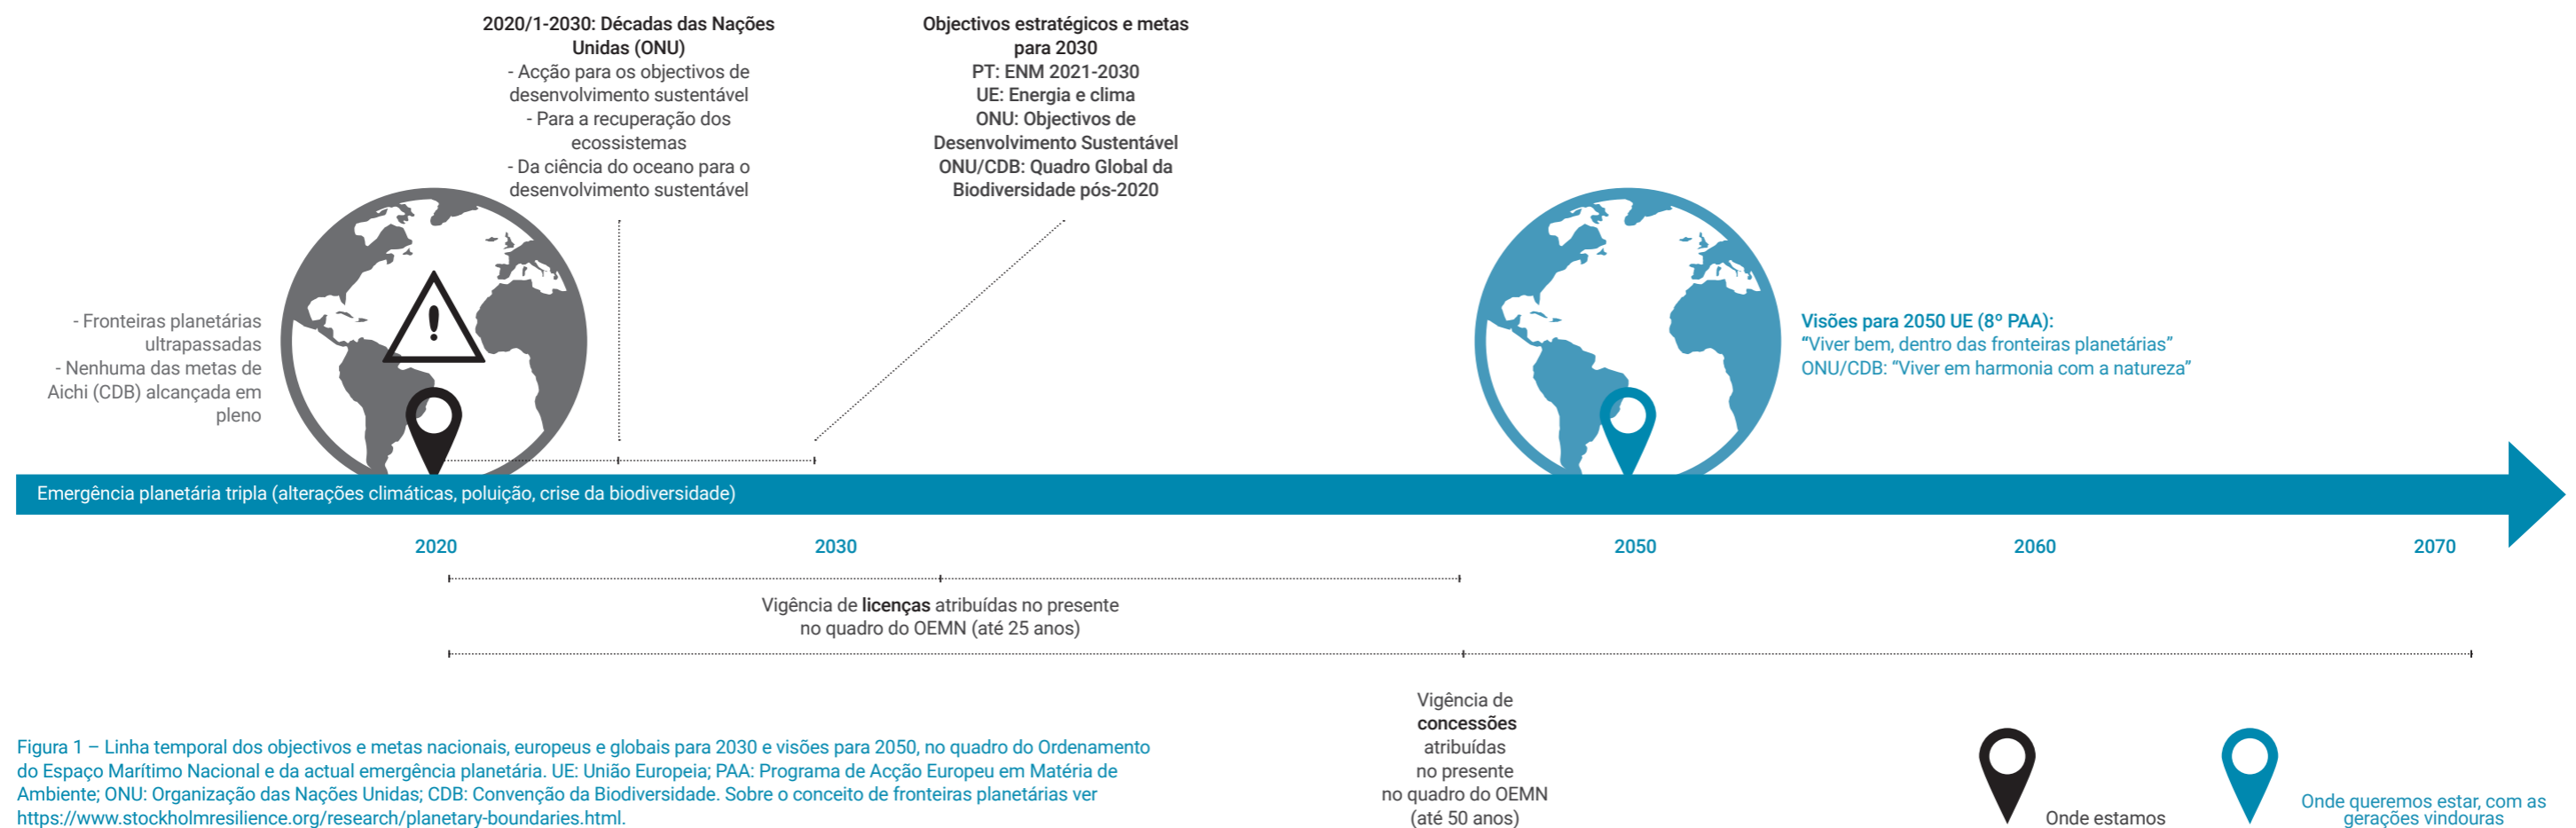 2020/1-2030: Décadas das Nações
Unidas (ONU)
- Acção para os objectivos de
desenvolvimento sustentável
- Para a recuperação dos
ecossistemas
- Da ciência do oceano para o
desenvolvimento sustentável
Objectivos estratégicos e metas
para 2030
PT: ENM 2021-2030
UE: Energia e clima
ONU: Objectivos de
Desenvolvimento Sustentável
ONU/CDB: Quadro Global da
Biodiversidade pós-2020
- Fronteiras planetárias
ultrapassadas
- Nenhuma das metas de
Aichi (CDB) alcançada em
pleno
Visões para 2050 UE (8º PAA):
“Viver bem, dentro das fronteiras planetárias”
ONU/CDB: “Viver em harmonia com a natureza”
Emergência planetária tripla (alterações climáticas, poluição, crise da biodiversidade)
2020
2030
2050
2060
2070
Vigência de licenças atribuídas no presente
no quadro do OEMN (até 25 anos)
Vigência de
concessões
atribuídas
no presente
no quadro do OEMN
(até 50 anos)
Figura 1 – Linha temporal dos objectivos e metas nacionais, europeus e globais para 2030 e visões para 2050, no quadro do Ordenamento
do Espaço Marítimo Nacional e da actual emergência planetária. UE: União Europeia; PAA: Programa de Acção Europeu em Matéria de
Ambiente; ONU: Organização das Nações Unidas; CDB: Convenção da Biodiversidade. Sobre o conceito de fronteiras planetárias ver
https://www.stockholmresilience.org/research/planetary-boundaries.html.
Onde estamos
Onde queremos estar, com as
gerações vindouras